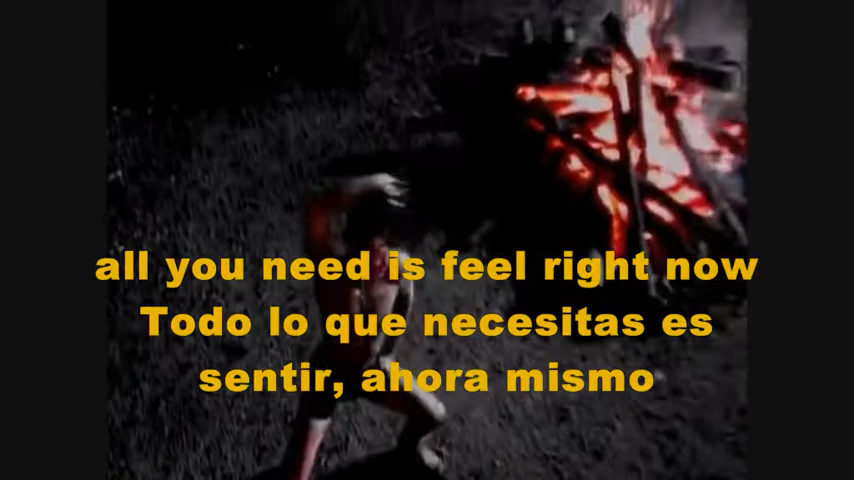 all you need is feel right now
Todo lo que necesitas es
sentir, ahora mismo